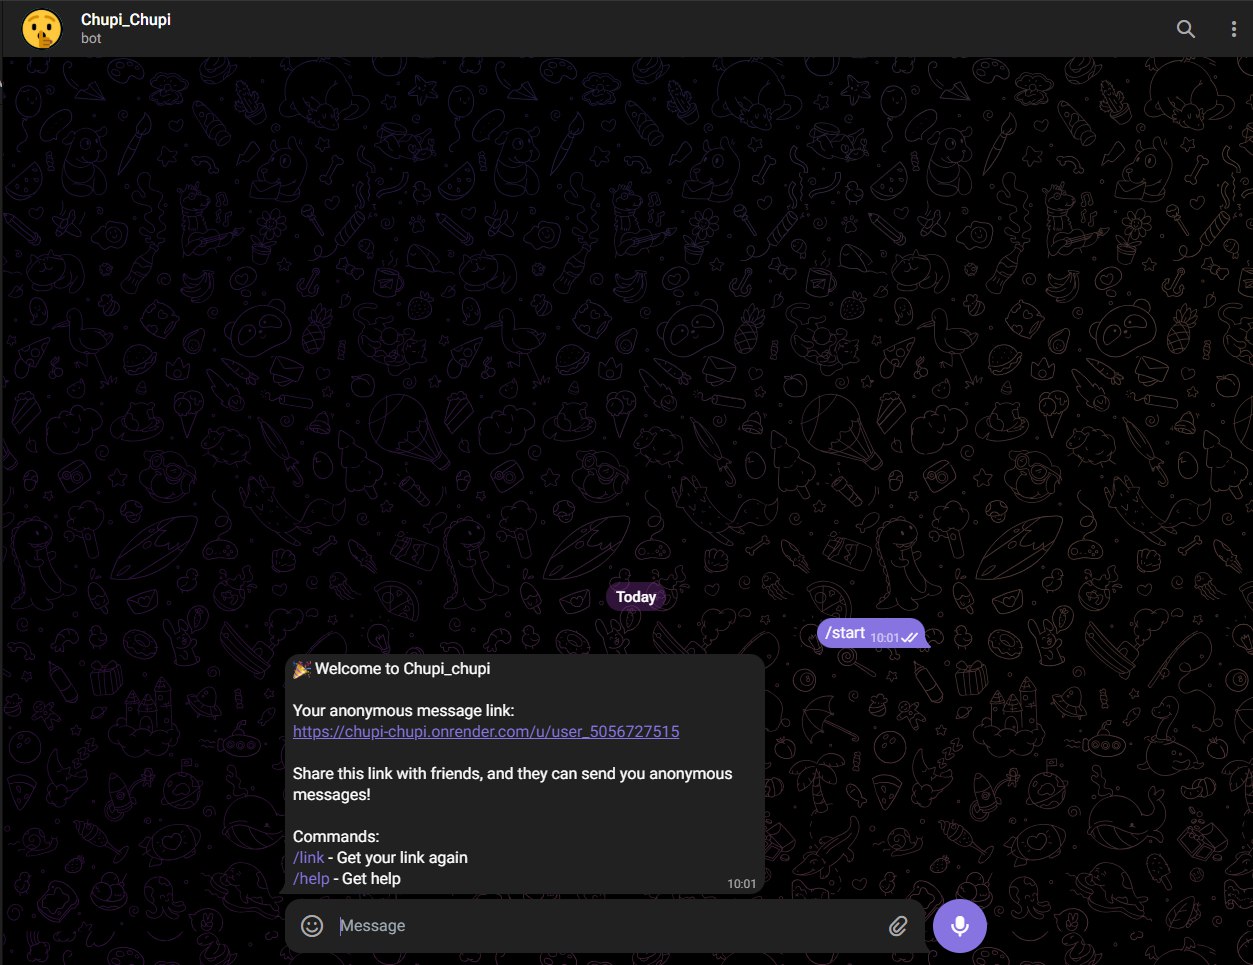 Chupi_Chupi
bot
Today
/start 10:01
🎉 Welcome to Chupi_chupi
Your anonymous message link:
https://chupi-chupi.onrender.com/u/user_5056727515
Share this link with friends, and they can send you anonymous
messages!
Commands:
/link - Get your link again
/help - Get help
10:01
Message